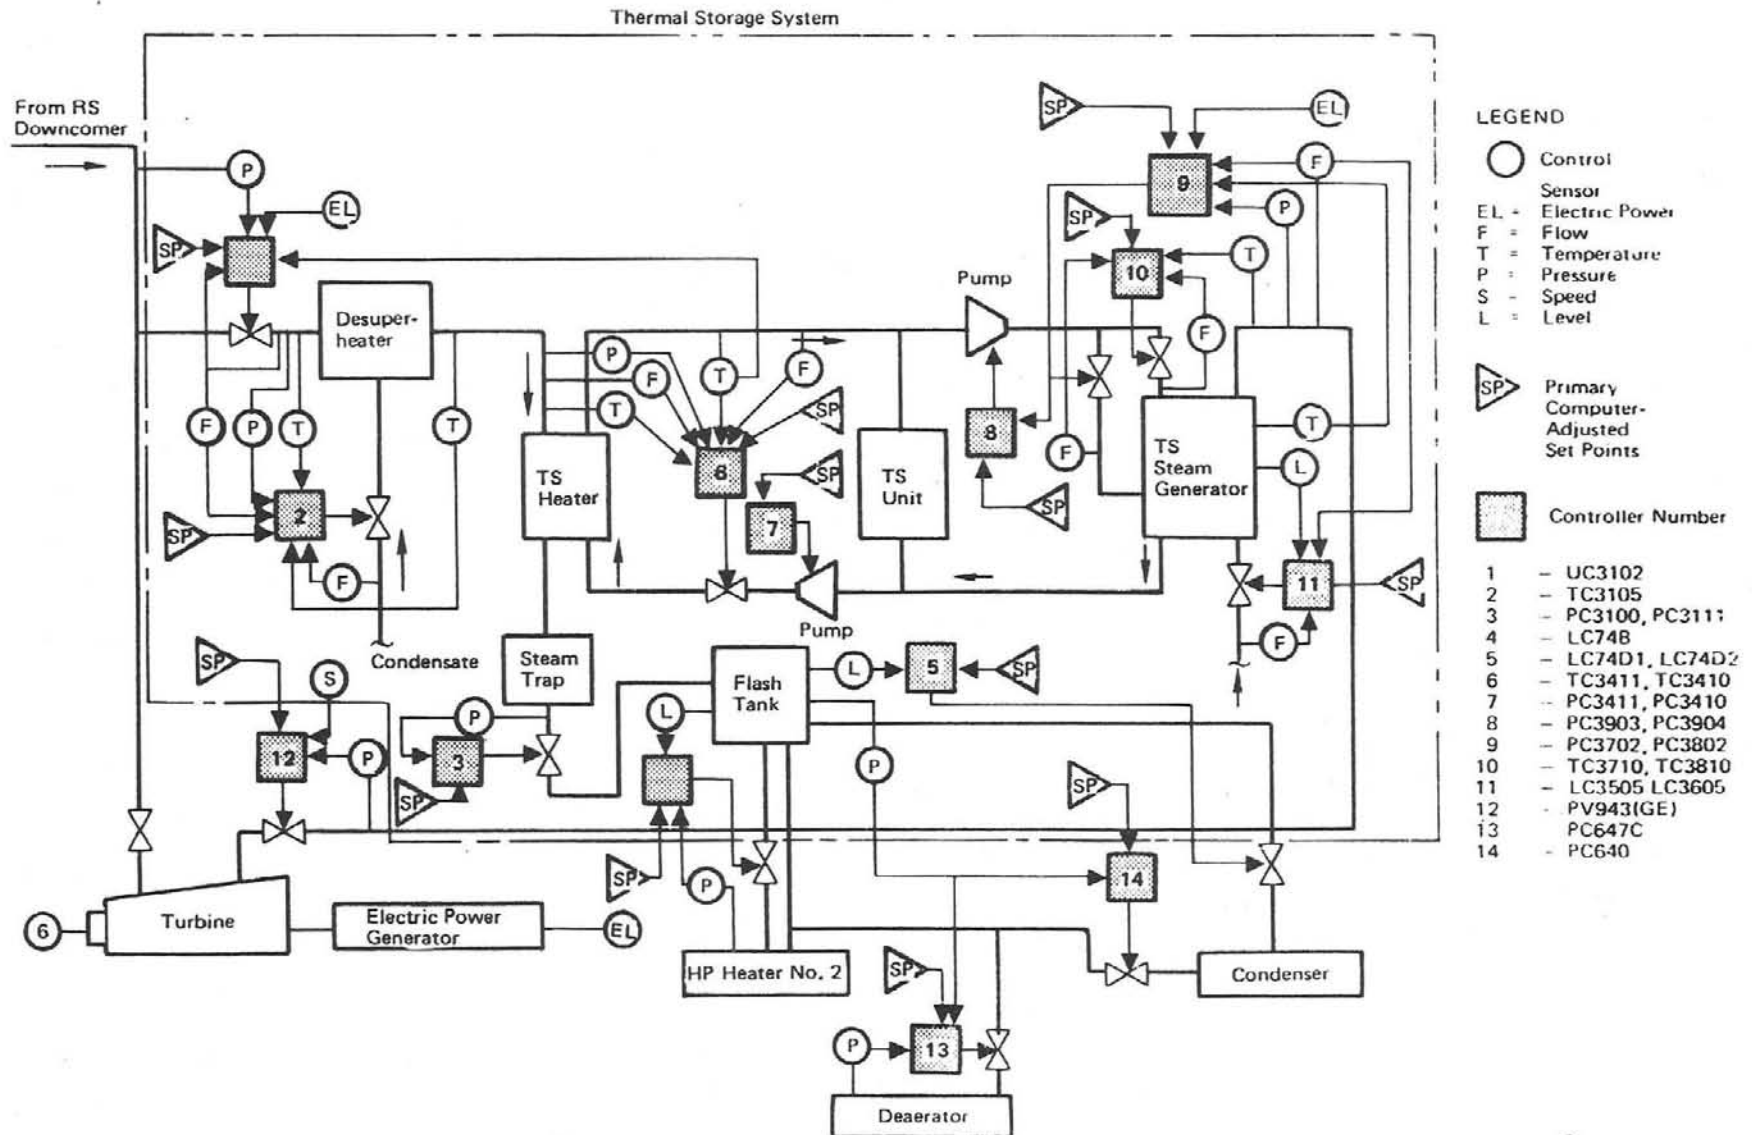 Thermal Storage System
From RS
Downcomer
P
EL
SP
Desuper-
heater
F
P
T
T
2
SP
F
Condensate
P
F
T
T
F
SP
6
SP
7
TS
Heater
Pump
TS
Unit
Pump
8
SP
SP
EL
9
F
P
SP
10
T
F
F
TS
Steam
Generator
T
L
11
SP
F
SP
S
12
P
Steam
Trap
P
3
SP
Flash
Tank
L
5
SP
L
P
SP
P
SP
14
6
Turbine
Electric Power
Generator
EL
HP Heater No. 2
SP
Condenser
P
13
Deaerator
LEGEND
Control
Sensor
EL - Electric Power
F = Flow
T = Temperature
P = Pressure
S - Speed
L = Level
SP
Primary
Computer-
Adjusted
Set Points
Controller Number
1 - UC3102
2 - TC3105
3 - PC3100, PC3111
4 - LC74B
5 - LC74D1, LC74D2
6 - TC3411, TC3410
7 - PC3411, PC3410
8 - PC3903, PC3904
9 - PC3702, PC3802
10 - TC3710, TC3810
11 - LC3505 LC3605
12 - PV943(GE)
13 PC647C
14 - PC640